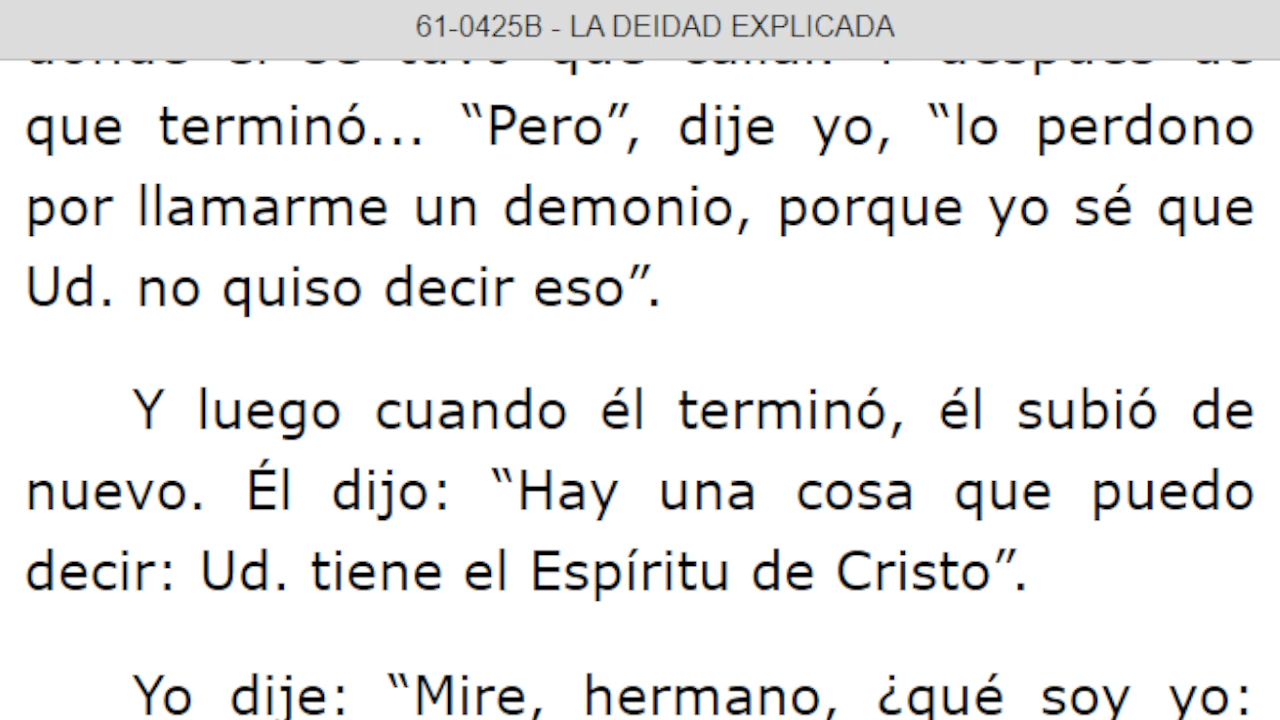 61-0425B - LA DEIDAD EXPLICADA
que terminó... “Pero”, dije yo, “lo perdono
por llamarme un demonio, porque yo sé que
Ud. no quiso decir eso”.
Y luego cuando él terminó, él subió de
nuevo. Él dijo: “Hay una cosa que puedo
decir: Ud. tiene el Espíritu de Cristo”.
Yo dije: “Mire, hermano, ¿qué soy yo: